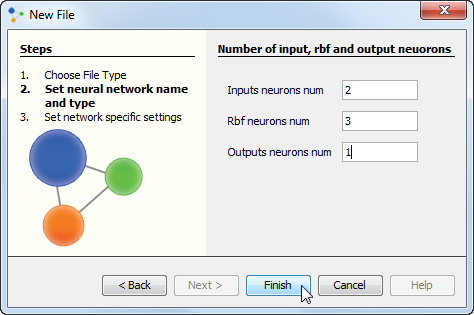 New File
Steps
1. Choose File Type
2. Set neural network name
and type
3. Set network specific settings
Number of input, rbf and output neuorons
Inputs neurons num 2
Rbf neurons num 3
Outputs neurons num 1
< Back Next > Finish Cancel Help